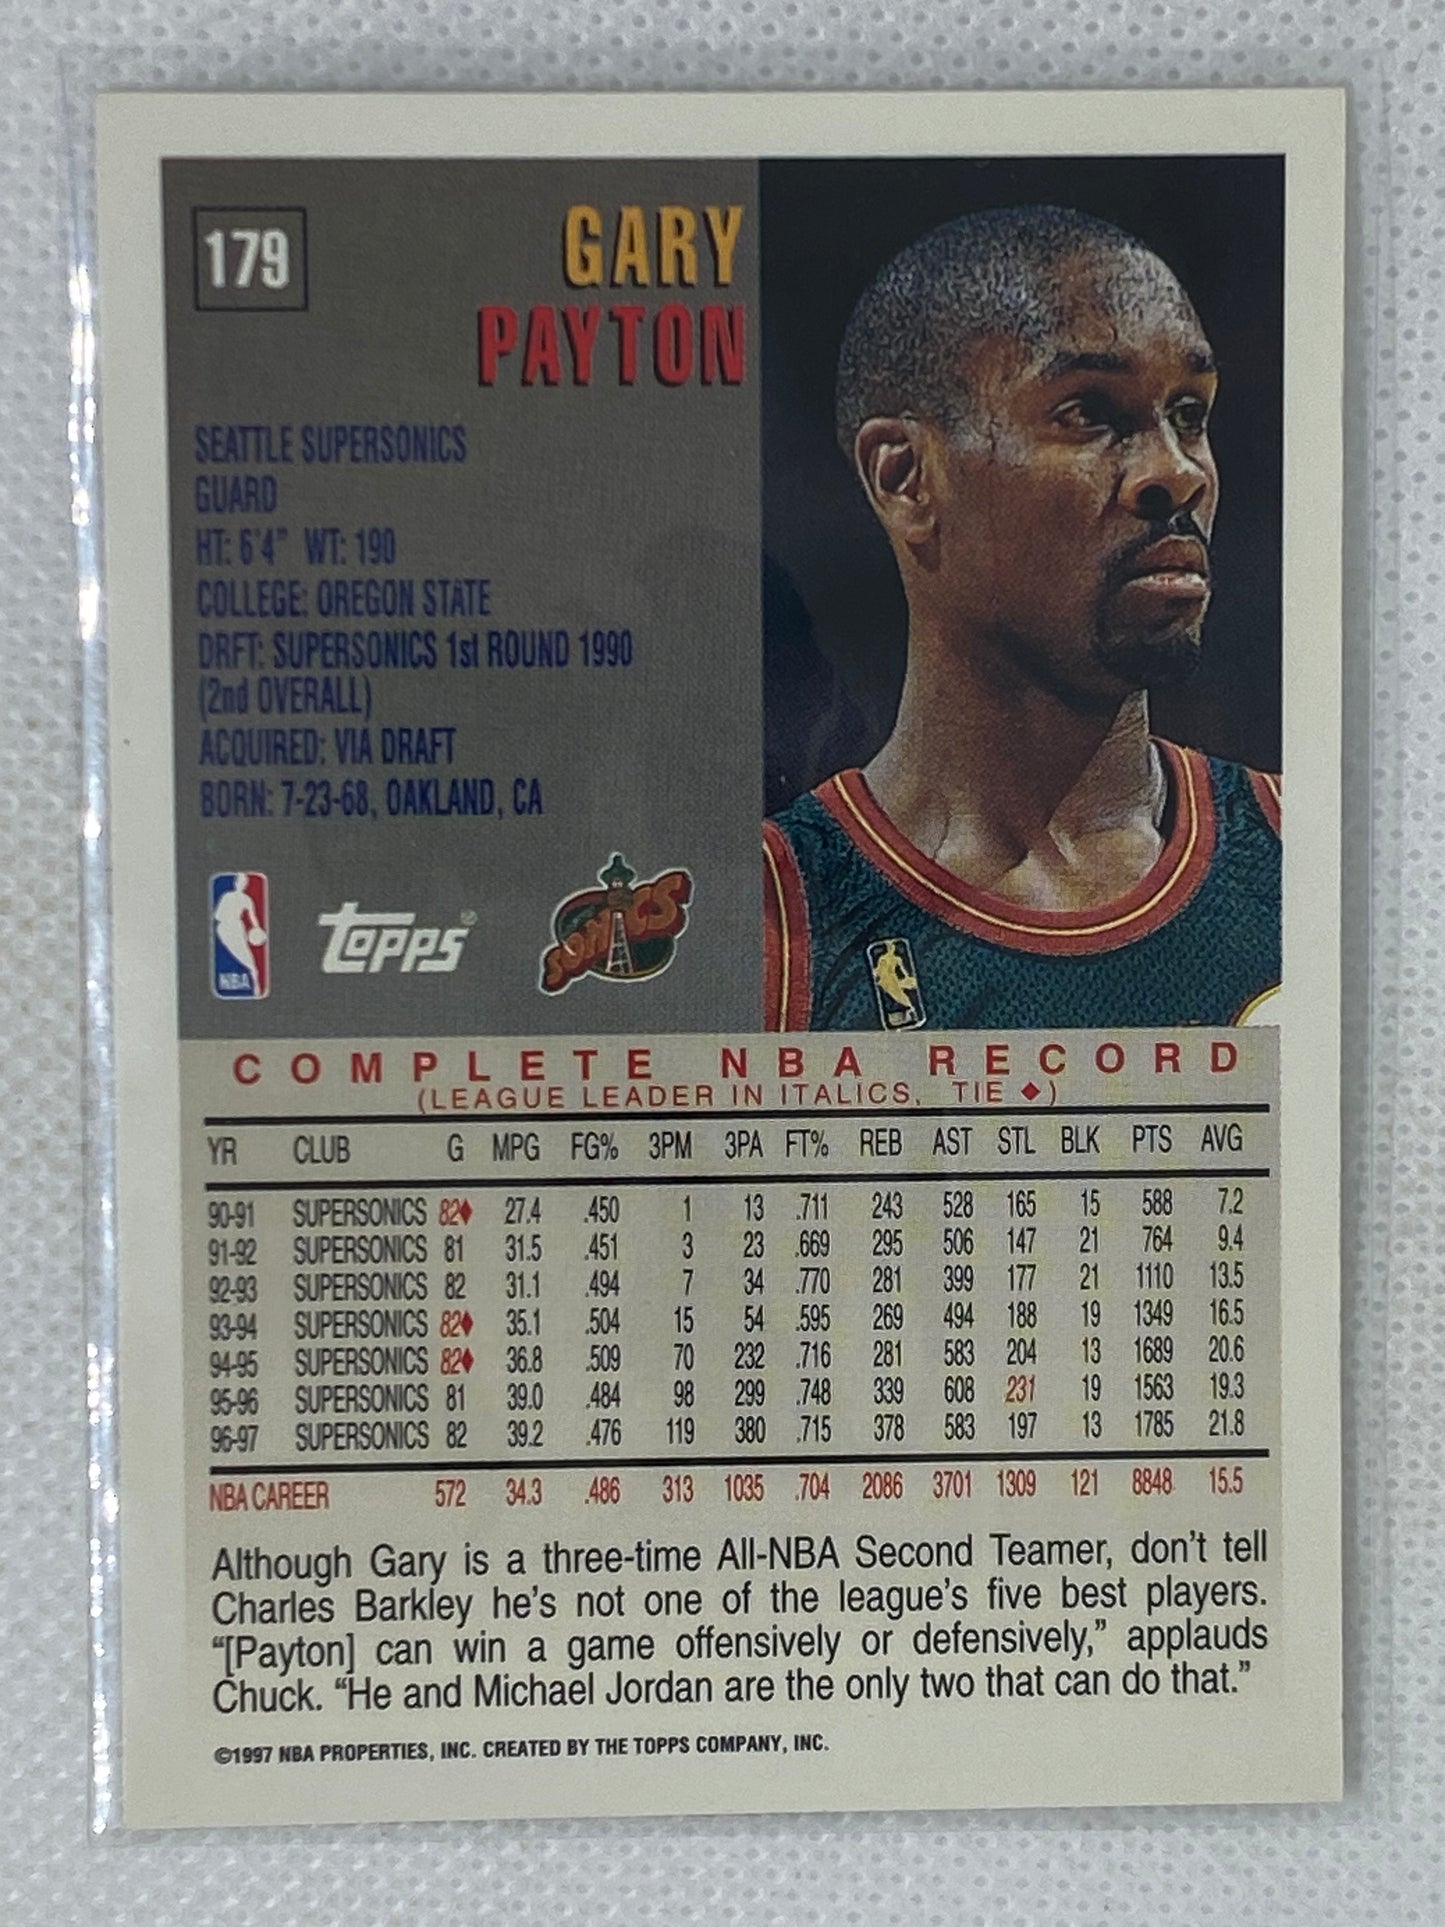 179
GARY
PAYTON
SEATTLE SUPERSONICS
GUARD
HT: 6'4" WT: 190
COLLEGE: OREGON STATE
DRFT: SUPERSONICS 1st ROUND 1990
(2nd OVERALL)
ACQUIRED: VIA DRAFT
BORN: 7-23-68, OAKLAND, CA
NBA
TOPPS®
SONICS
COMPLETE NBA RECORD
(LEAGUE LEADER IN ITALICS, TIE ♦)
YR CLUB G MPG FG% 3PM 3PA FT% REB AST STL BLK PTS AVG
90-91 SUPERSONICS 82♦ 27.4 .450 1 13 .711 243 528 165 15 588 7.2
91-92 SUPERSONICS 81 31.5 .451 3 23 .669 295 506 147 21 764 9.4
92-93 SUPERSONICS 82 31.1 .494 7 34 .770 281 399 177 21 1110 13.5
93-94 SUPERSONICS 82♦ 35.1 .504 15 54 .595 269 494 188 19 1349 16.5
94-95 SUPERSONICS 82♦ 36.8 .509 70 232 .716 281 583 204 13 1689 20.6
95-96 SUPERSONICS 81 39.0 .484 98 299 .748 339 608 231 19 1563 19.3
96-97 SUPERSONICS 82 39.2 .476 119 380 .715 378 583 197 13 1785 21.8
NBA CAREER 572 34.3 .486 313 1035 .704 2086 3701 1309 121 8848 15.5
Although Gary is a three-time All-NBA Second Teamer, don't tell
Charles Barkley he's not one of the league's five best players.
“[Payton] can win a game offensively or defensively,” applauds
Chuck. “He and Michael Jordan are the only two that can do that.”
©1997 NBA PROPERTIES, INC. CREATED BY THE TOPPS COMPANY, INC.